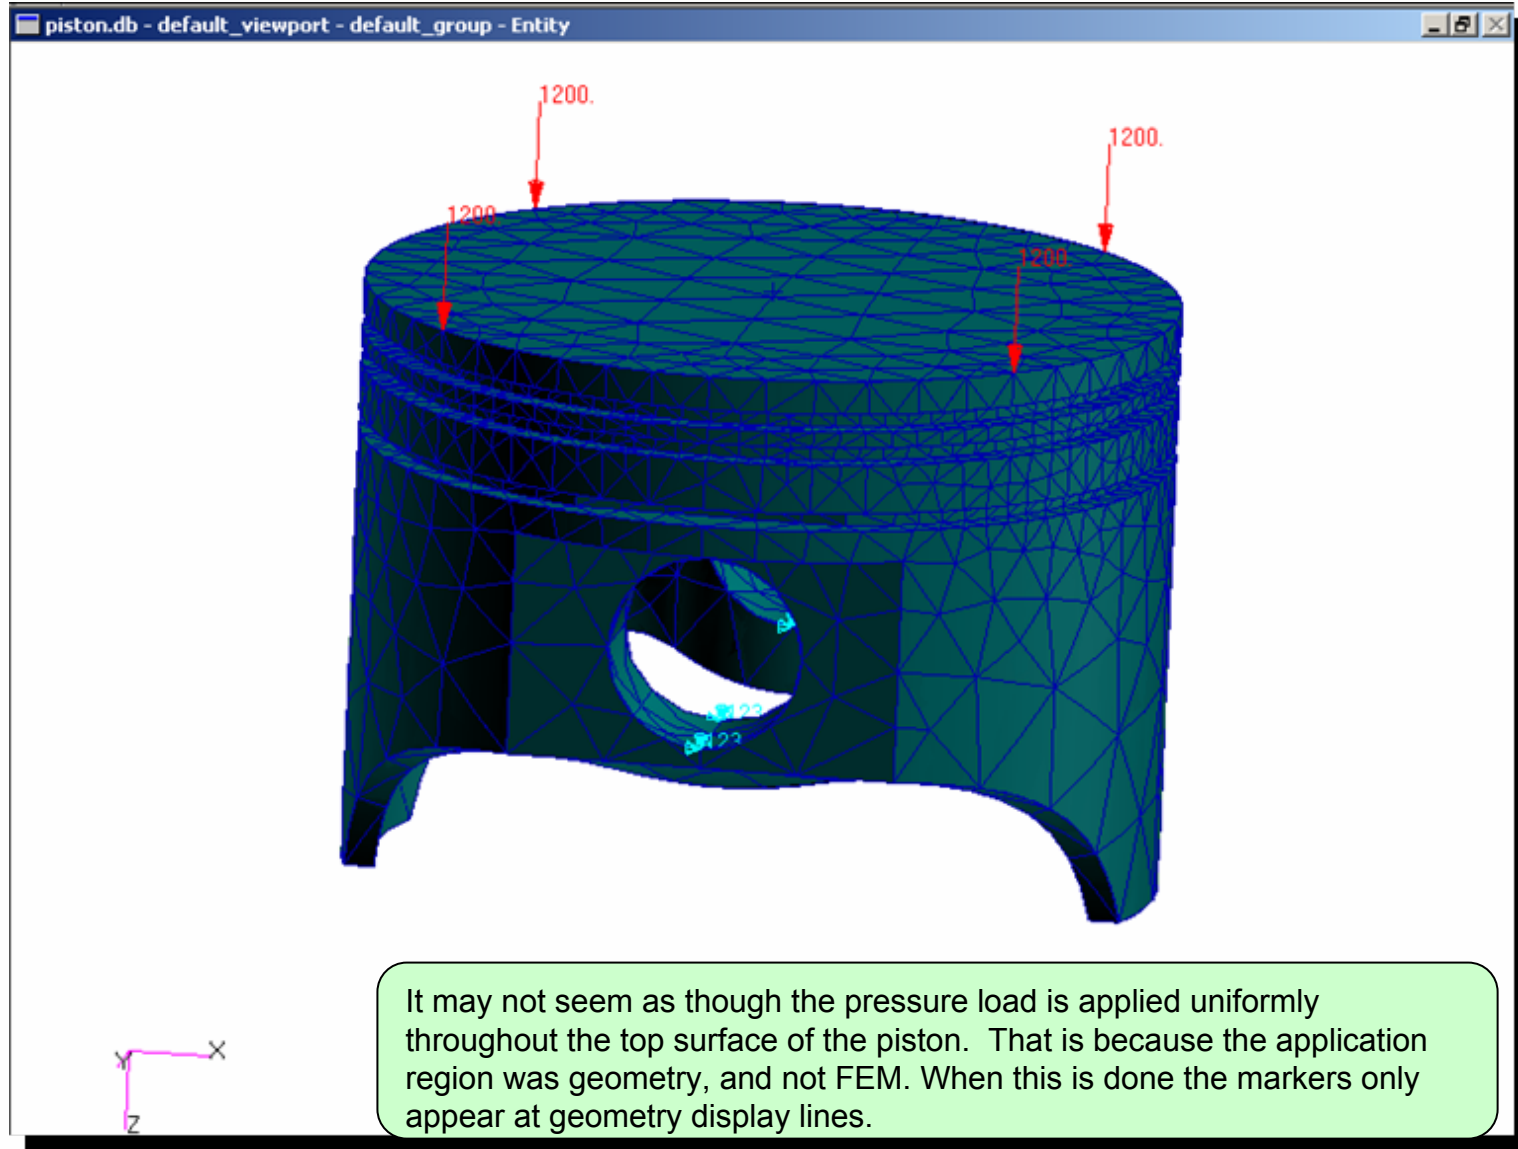 piston.db - default_viewport - default_group - Entity
1200.
1200.
1200
1200
123
123
X
Y
Z
It may not seem as though the pressure load is applied uniformly
throughout the top surface of the piston. That is because the application
region was geometry, and not FEM. When this is done the markers only
appear at geometry display lines.